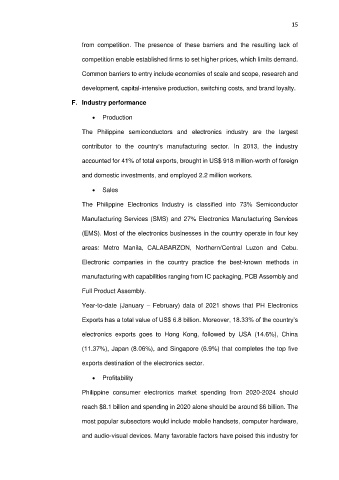 15
from competition. The presence of these barriers and the resulting lack of
competition enable established firms to set higher prices, which limits demand.
Common barriers to entry include economies of scale and scope, research and
development, capital-intensive production, switching costs, and brand loyalty.
F. Industry performance
• Production
The Philippine semiconductors and electronics industry are the largest
contributor to the country's manufacturing sector. In 2013, the industry
accounted for 41% of total exports, brought in US$ 918 million worth of foreign
and domestic investments, and employed 2.2 million workers.
• Sales
The Philippine Electronics Industry is classified into 73% Semiconductor
Manufacturing Services (SMS) and 27% Electronics Manufacturing Services
(EMS). Most of the electronics businesses in the country operate in four key
areas: Metro Manila, CALABARZON, Northern/Central Luzon and Cebu.
Electronic companies in the country practice the best-known methods in
manufacturing with capabilities ranging from IC packaging, PCB Assembly and
Full Product Assembly.
Year-to-date (January – February) data of 2021 shows that PH Electronics
Exports has a total value of US$ 6.8 billion. Moreover, 18.33% of the country's
electronics exports goes to Hong Kong, followed by USA (14.6%), China
(11.37%), Japan (8.06%), and Singapore (6.9%) that completes the top five
exports destination of the electronics sector.
• Profitability
Philippine consumer electronics market spending from 2020-2024 should
reach $8.1 billion and spending in 2020 alone should be around $6 billion. The
most popular subsectors would include mobile handsets, computer hardware,
and audio-visual devices. Many favorable factors have poised this industry for